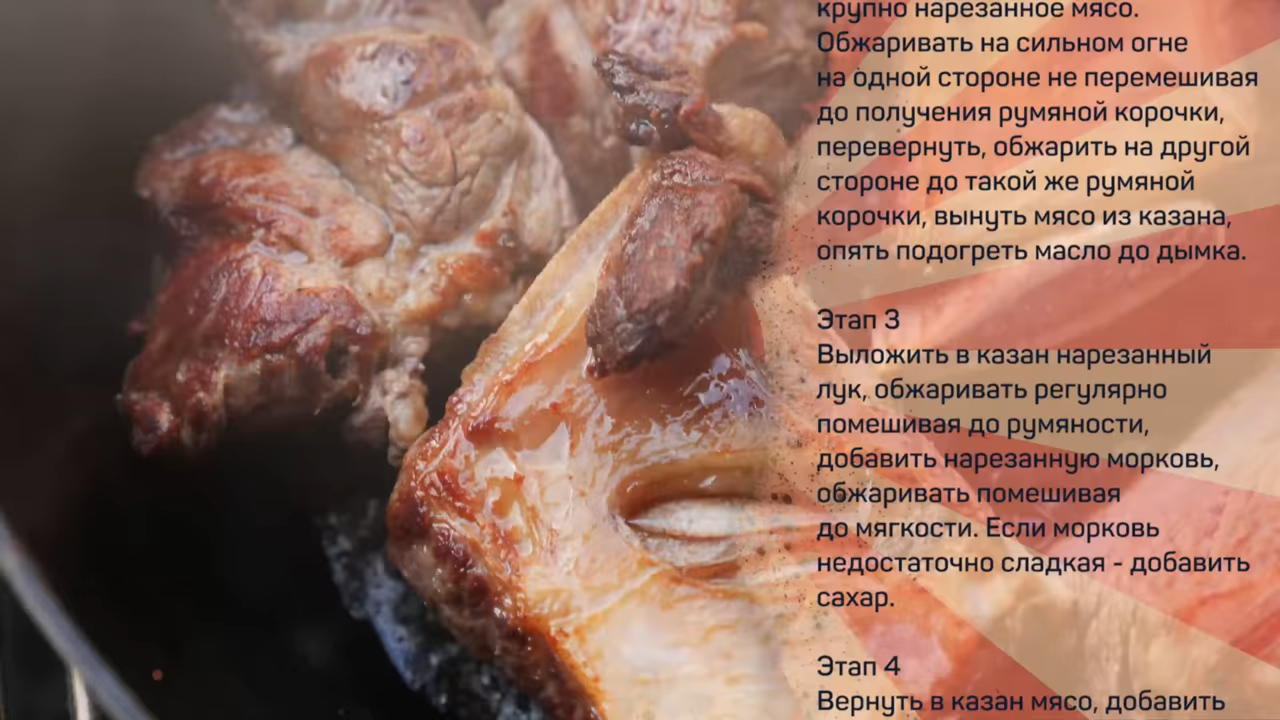 крупно нарезанное мясо.
Обжаривать на сильном огне
на одной стороне не перемешивая
до получения румяной корочки,
перевернуть, обжарить на другой
стороне до такой же румяной
корочки, вынуть мясо из казана,
опять подогреть масло до дымка.
Этап 3
Выложить в казан нарезанный
лук, обжаривать регулярно
помешивая до румяности,
добавить нарезанную морковь,
обжаривать помешивая
до мягкости. Если морковь
недостаточно сладкая - добавить
сахар.
Этап 4
Вернуть в казан мясо, добавить